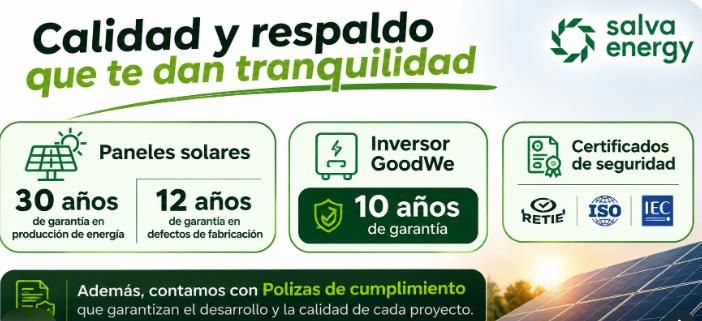 Calidad y respaldo
que te dan tranquilidad
salva
energy
Paneles solares
30 años
de garantía en
producción de energía
12 años
de garantía en
defectos de fabricación
Inversor
GoodWe
10 años
de garantía
Certificados
de seguridad
RETIE
ISO
IEC
Además, contamos con Polizas de cumplimiento
que garantizan el desarrollo y la calidad de cada proyecto.